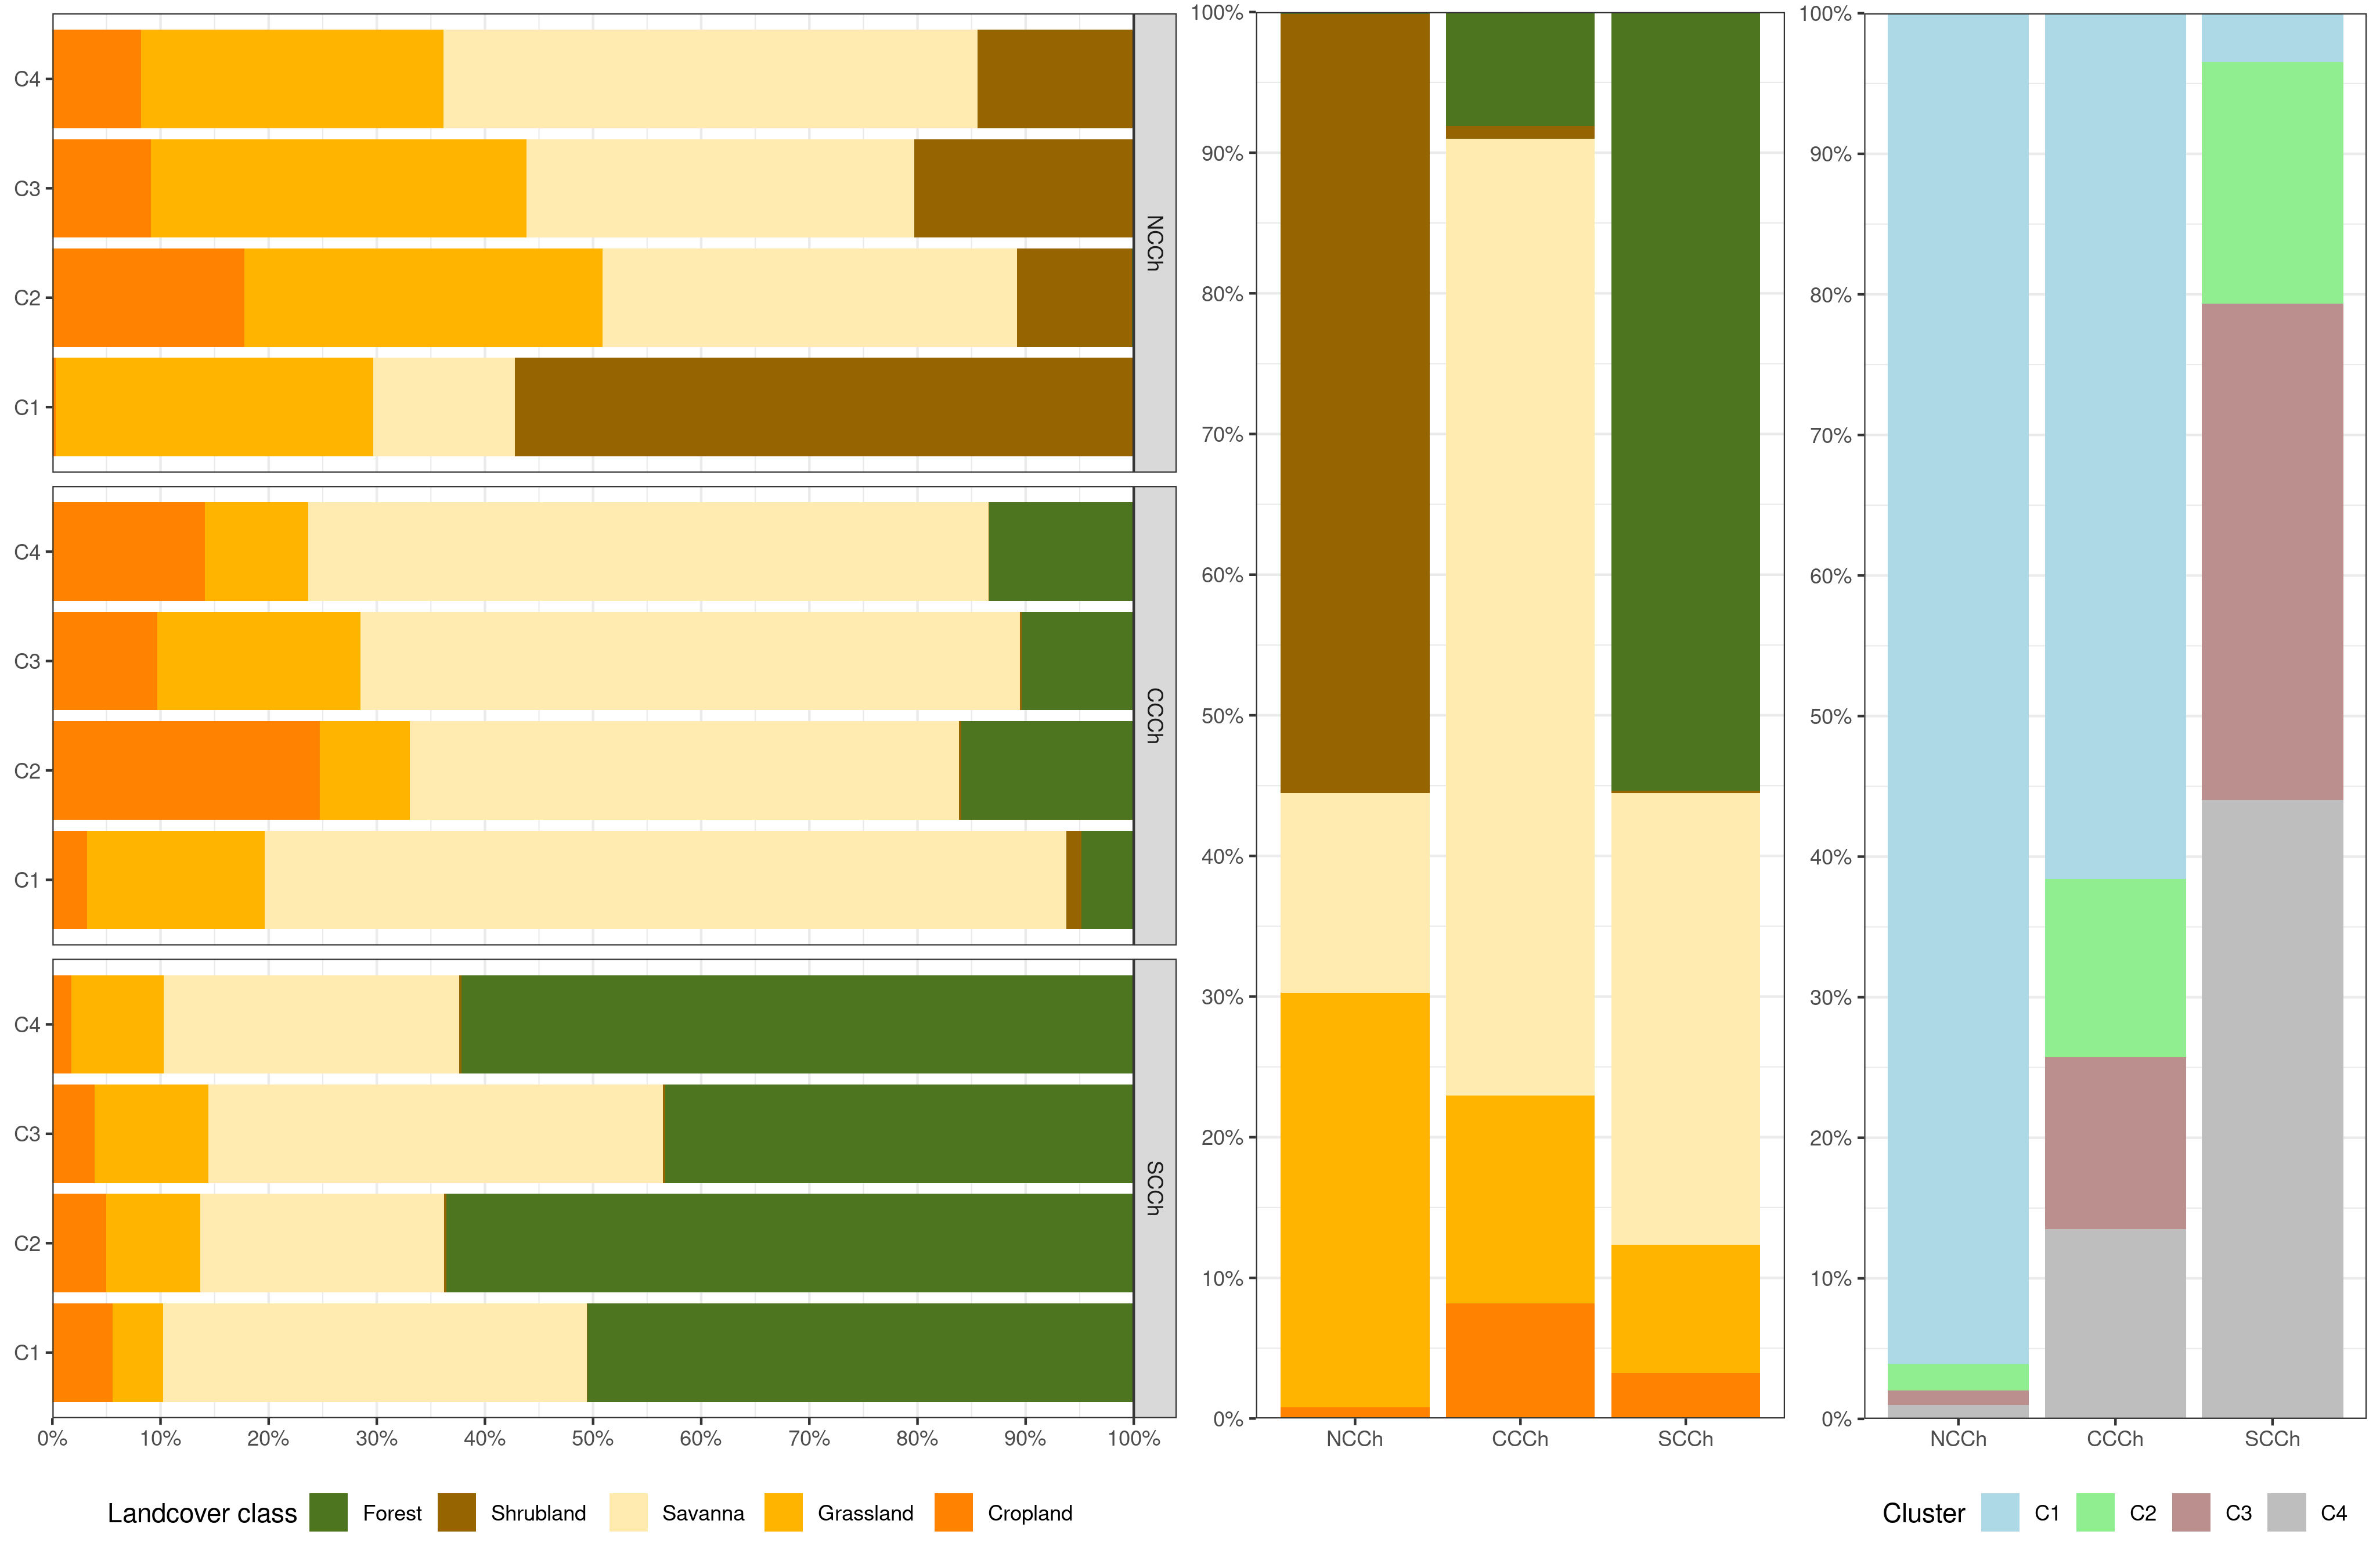 C4
C3
C2
C1
NCCh
C4
C3
C2
C1
CCCh
C4
C3
C2
C1
SCCh
0% 10% 20% 30% 40% 50% 60% 70% 80% 90% 100%
Landcover class Forest Shrubland Savanna Grassland Cropland
100%
90%
80%
70%
60%
50%
40%
30%
20%
10%
0%
NCCh CCCh SCCh
100%
90%
80%
70%
60%
50%
40%
30%
20%
10%
0%
NCCh CCCh SCCh
Cluster C1 C2 C3 C4